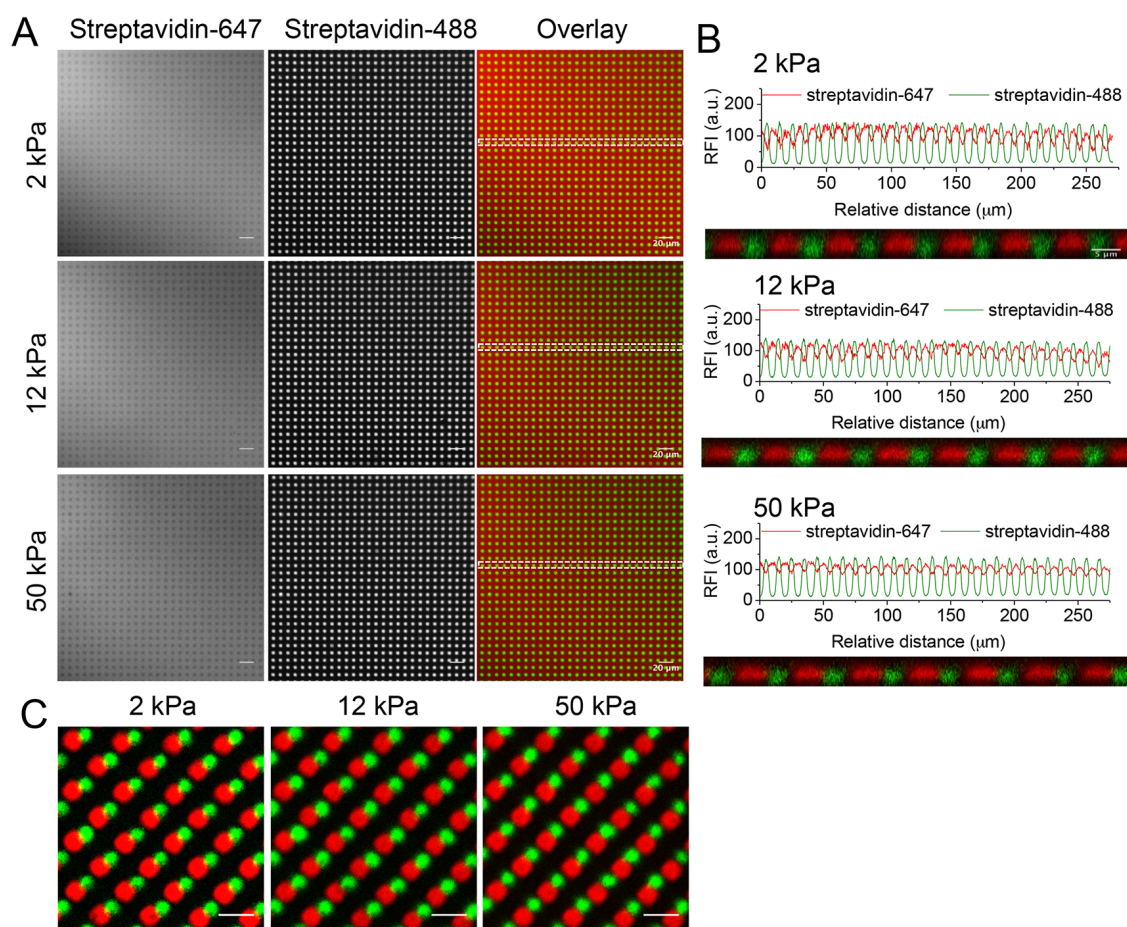 A
Streptavidin-647
Streptavidin-488
Overlay
2 kPa
20 µm
12 kPa
20 µm
50 kPa
20 µm
B
2 kPa
streptavidin-647
streptavidin-488
RFI (a.u.)
200
100
0
0
50
100
150
200
250
Relative distance (µm)
5 µm
12 kPa
streptavidin-647
streptavidin-488
RFI (a.u.)
200
100
0
0
50
100
150
200
250
Relative distance (µm)
50 kPa
streptavidin-647
streptavidin-488
RFI (a.u.)
200
100
0
0
50
100
150
200
250
Relative distance (µm)
C
2 kPa
12 kPa
50 kPa